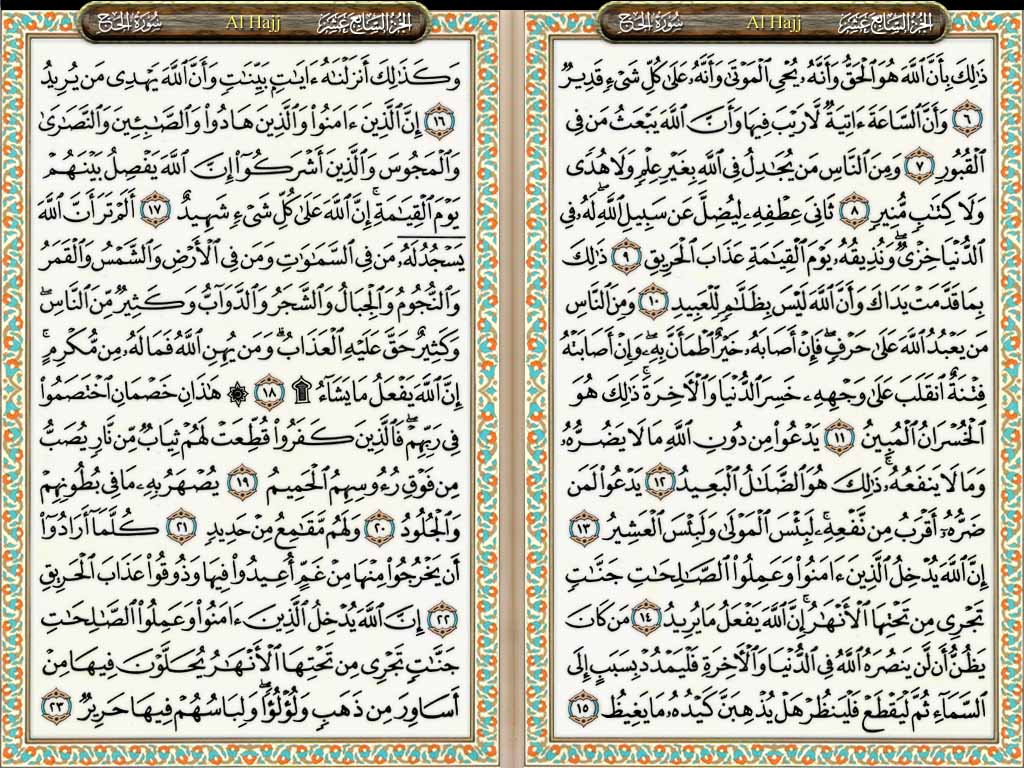 الجزء السابع عشر
Al Hajj
سورة الحج
ذَٰلِكَ بِأَنَّ ٱللَّهَ هُوَ ٱلْحَقُّ وَأَنَّهُۥ يُحْىِ ٱلْمَوْتَىٰ وَأَنَّهُۥ عَلَىٰ كُلِّ شَىْءٍ قَدِيرٌ
٦ وَأَنَّ ٱلسَّاعَةَ ءَاتِيَةٌ لَّا رَيْبَ فِيهَا وَأَنَّ ٱللَّهَ يَبْعَثُ مَن فِى
ٱلْقُبُورِ ٧ وَمِنَ ٱلنَّاسِ مَن يُجَٰدِلُ فِى ٱللَّهِ بِغَيْرِ عِلْمٍ وَلَا هُدًى
وَلَا كِتَٰبٍ مُّنِيرٍ ٨ ثَانِىَ عِطْفِهِۦ لِيُضِلَّ عَن سَبِيلِ ٱللَّهِ ۖ لَهُۥ فِى
ٱلدُّنْيَا خِزْىٌ ۖ وَنُذِيقُهُۥ يَوْمَ ٱلْقِيَٰمَةِ عَذَابَ ٱلْحَرِيقِ ٩ ذَٰلِكَ
بِمَا قَدَّمَتْ يَدَاكَ وَأَنَّ ٱللَّهَ لَيْسَ بِظَلَّٰمٍ لِّلْعَبِيدِ ١٠ وَمِنَ ٱلنَّاسِ
مَن يَعْبُدُ ٱللَّهَ عَلَىٰ حَرْفٍ ۖ فَإِنْ أَصَابَهُۥ خَيْرٌ ٱطْمَأَنَّ بِهِۦ ۖ وَإِنْ أَصَابَتْهُ
فِتْنَةٌ ٱنقَلَبَ عَلَىٰ وَجْهِهِۦ خَسِرَ ٱلدُّنْيَا وَٱلْءَاخِرَةَ ۚ ذَٰلِكَ هُوَ
ٱلْخُسْرَانُ ٱلْمُبِينُ ١١ يَدْعُوا۟ مِن دُونِ ٱللَّهِ مَا لَا يَضُرُّهُۥ
وَمَا لَا يَنفَعُهُۥ ۚ ذَٰلِكَ هُوَ ٱلضَّلَٰلُ ٱلْبَعِيدُ ١٢ يَدْعُوا۟ لَمَن
ضَرُّهُۥٓ أَقْرَبُ مِن نَّفْعِهِۦ ۚ لَبِئْسَ ٱلْمَوْلَىٰ وَلَبِئْسَ ٱلْعَشِيرُ ١٣
إِنَّ ٱللَّهَ يُدْخِلُ ٱلَّذِينَ ءَامَنُوا۟ وَعَمِلُوا۟ ٱلصَّٰلِحَٰتِ جَنَّٰتٍ
تَجْرِى مِن تَحْتِهَا ٱلْأَنْهَٰرُ ۚ إِنَّ ٱللَّهَ يَفْعَلُ مَا يُرِيدُ ١٤ مَن كَانَ
يَظُنُّ أَن لَّن يَنصُرَهُ ٱللَّهُ فِى ٱلدُّنْيَا وَٱلْءَاخِرَةِ فَلْيَمْدُدْ بِسَبَبٍ إِلَى
ٱلسَّمَآءِ ثُمَّ لْيَقْطَعْ فَلْيَنظُرْ هَلْ يُذْهِبَنَّ كَيْدُهُۥ مَا يَغِيظُ ١٥
الجزء السابع عشر
Al Hajj
سورة الحج
وَكَذَٰلِكَ أَنزَلْنَٰهُ ءَايَٰتٍۭ بَيِّنَٰتٍ وَأَنَّ ٱللَّهَ يَهْدِى مَن يُرِيدُ
١٦ إِنَّ ٱلَّذِينَ ءَامَنُوا۟ وَٱلَّذِينَ هَادُوا۟ وَٱلصَّٰبِـِٔينَ وَٱلنَّصَٰرَىٰ
وَٱلْمَجُوسَ وَٱلَّذِينَ أَشْرَكُوٓا۟ إِنَّ ٱللَّهَ يَفْصِلُ بَيْنَهُمْ
يَوْمَ ٱلْقِيَٰمَةِ ۚ إِنَّ ٱللَّهَ عَلَىٰ كُلِّ شَىْءٍ شَهِيدٌ ١٧ أَلَمْ تَرَ أَنَّ ٱللَّهَ
يَسْجُدُ لَهُۥ مَن فِى ٱلسَّمَٰوَٰتِ وَمَن فِى ٱلْأَرْضِ وَٱلشَّمْسُ وَٱلْقَمَرُ
وَٱلنُّجُومُ وَٱلْجِبَالُ وَٱلشَّجَرُ وَٱلدَّوَآبُّ وَكَثِيرٌ مِّنَ ٱلنَّاسِ ۖ
وَكَثِيرٌ حَقَّ عَلَيْهِ ٱلْعَذَابُ ۗ وَمَن يُهِنِ ٱللَّهُ فَمَا لَهُۥ مِن مُّكْرِمٍ ۚ
إِنَّ ٱللَّهَ يَفْعَلُ مَا يَشَآءُ ۩ ١٨ ۞ هَٰذَانِ خَصْمَانِ ٱخْتَصَمُوا۟
فِى رَبِّهِمْ ۖ فَٱلَّذِينَ كَفَرُوا۟ قُطِّعَتْ لَهُمْ ثِيَابٌ مِّن نَّارٍ يُصَبُّ
مِن فَوْقِ رُءُوسِهِمُ ٱلْحَمِيمُ ١٩ يُصْهَرُ بِهِۦ مَا فِى بُطُونِهِمْ
وَٱلْجُلُودُ ٢٠ وَلَهُم مَّقَٰمِعُ مِنْ حَدِيدٍ ٢١ كُلَّمَآ أَرَادُوٓا۟
أَن يَخْرُجُوا۟ مِنْهَا مِنْ غَمٍّ أُعِيدُوا۟ فِيهَا وَذُوقُوا۟ عَذَابَ ٱلْحَرِيقِ
٢٢ إِنَّ ٱللَّهَ يُدْخِلُ ٱلَّذِينَ ءَامَنُوا۟ وَعَمِلُوا۟ ٱلصَّٰلِحَٰتِ
جَنَّٰتٍ تَجْرِى مِن تَحْتِهَا ٱلْأَنْهَٰرُ يُحَلَّوْنَ فِيهَا مِنْ
أَسَاوِرَ مِن ذَهَبٍ وَلُؤْلُؤًا ۖ وَلِبَاسُهُمْ فِيهَا حَرِيرٌ ٢٣